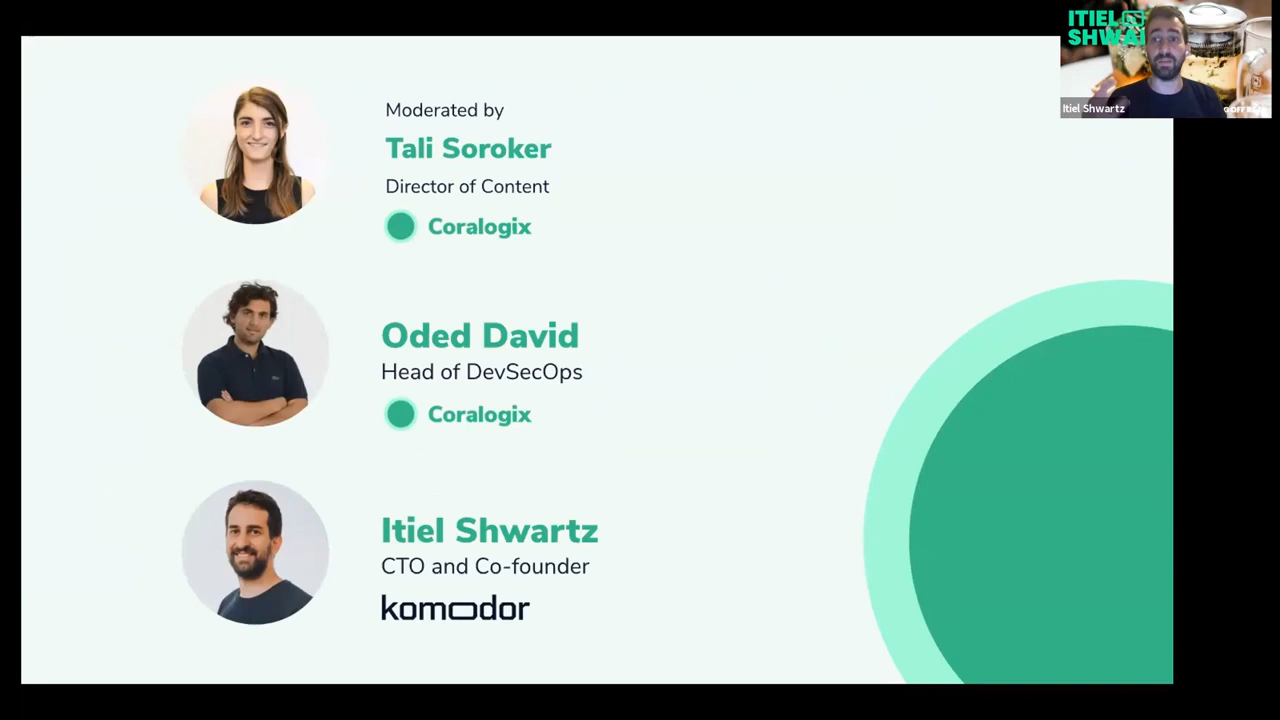 Moderated by
Tali Soroker
Director of Content
Coralogix
Oded David
Head of DevSecOps
Coralogix
Itiel Shwartz
CTO and Co-founder
komodor
ITIEL
Itiel Shwartz